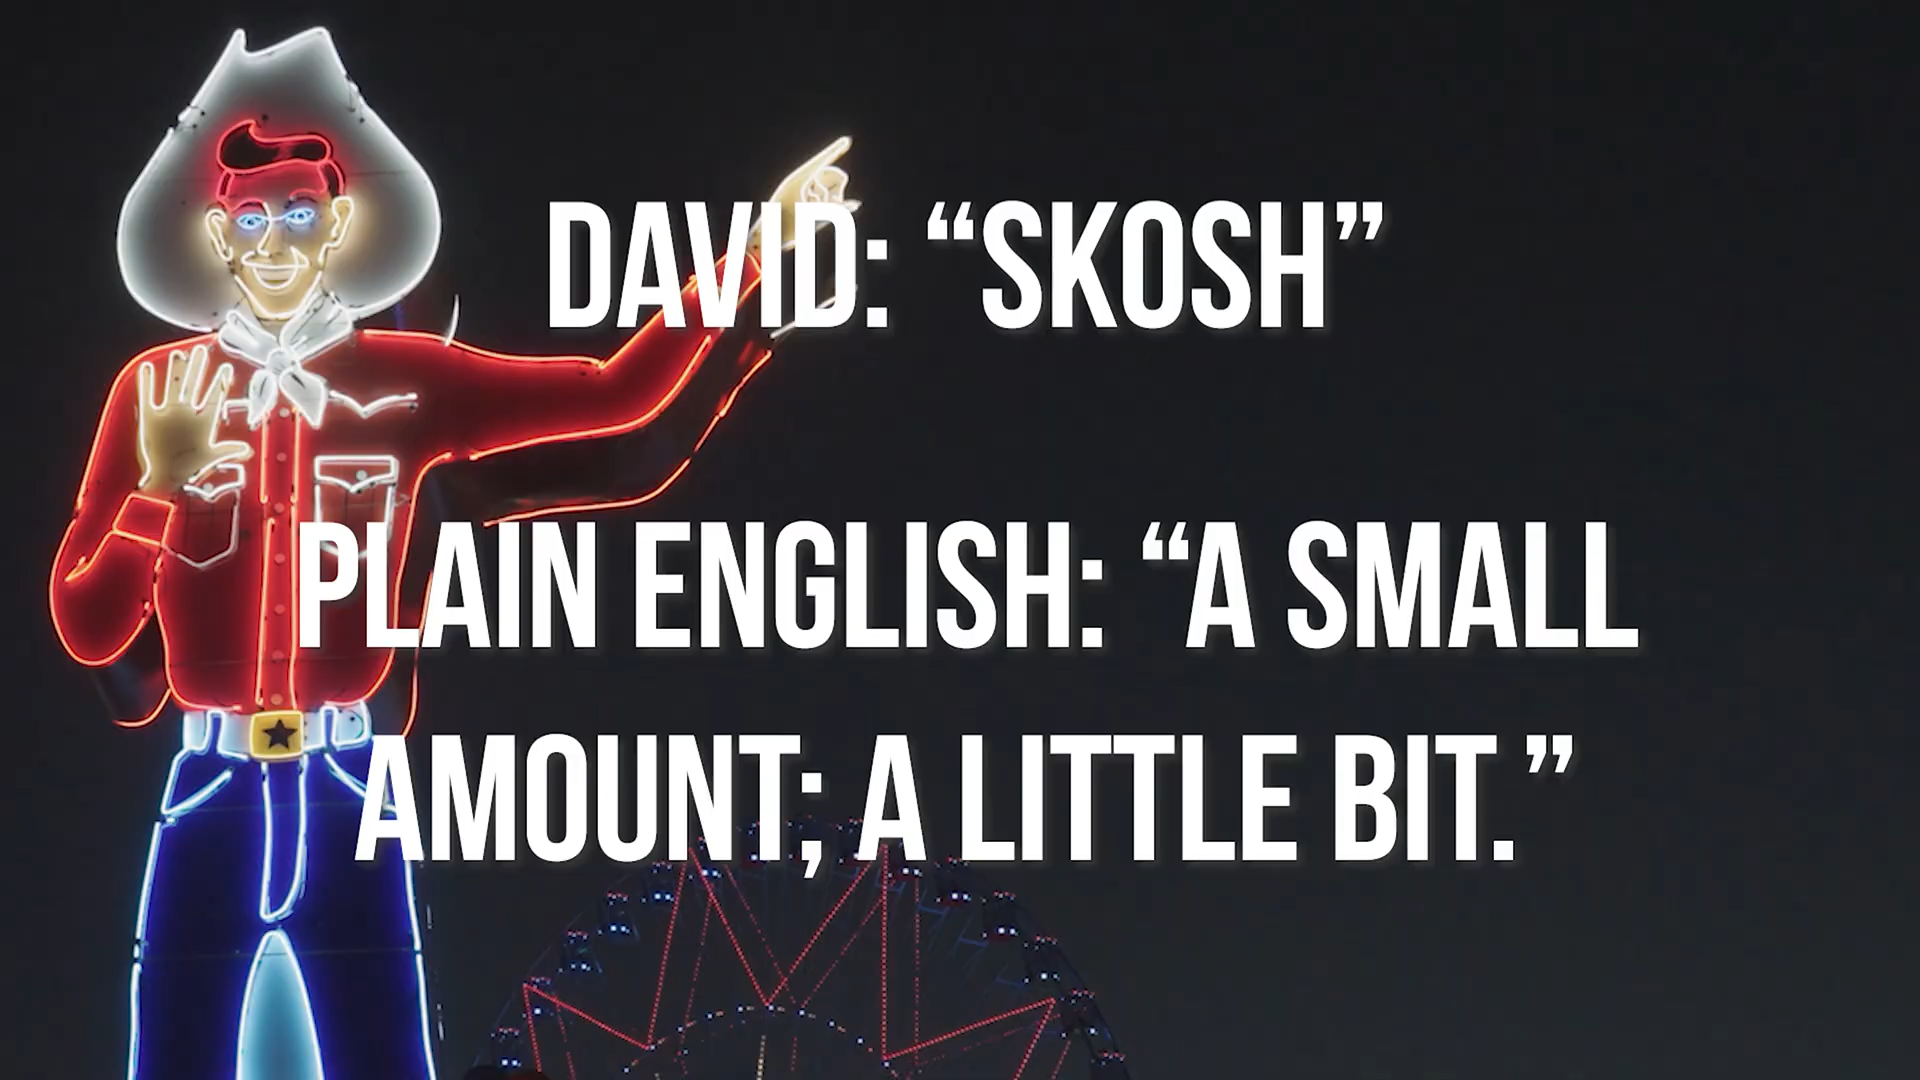 DAVID: “SKOSH”
PLAIN ENGLISH: “A SMALL
AMOUNT; A LITTLE BIT.”